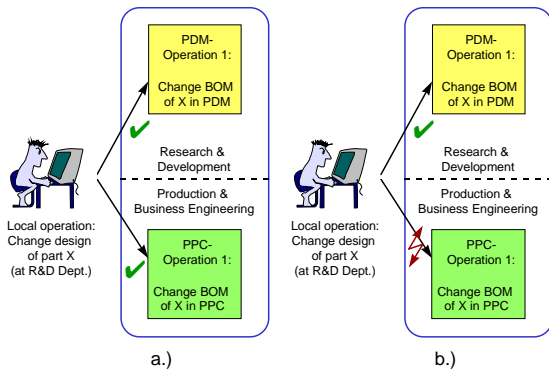 PDM-
Operation 1:
Change BOM
of X in PDM
Research &
Development
Production &
Business Engineering
Local operation:
Change design
of part X
(at R&D Dept.)
PPC-
Operation 1:
Change BOM
of X in PPC
a.)
PDM-
Operation 1:
Change BOM
of X in PDM
Research &
Development
Production &
Business Engineering
Local operation:
Change design
of part X
(at R&D Dept.)
PPC-
Operation 1:
Change BOM
of X in PPC
b.)